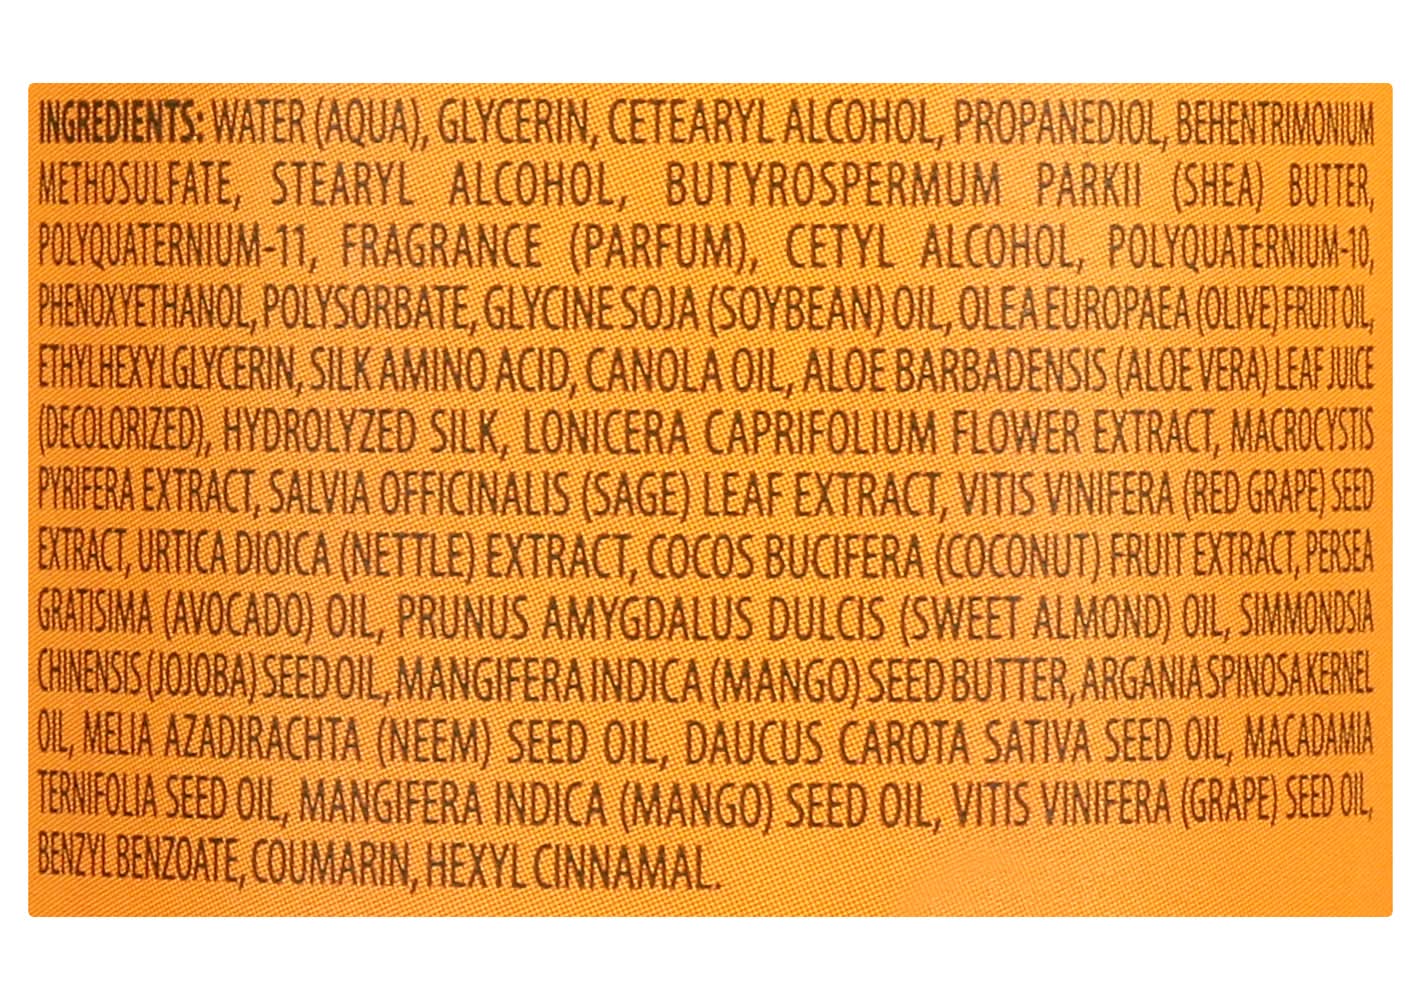 INGREDIENTS: WATER (AQUA), GLYCERIN, CETEARYL ALCOHOL, PROPANEDIOL, BEHENTRIMONIUM
METHOSULFATE, STEARYL ALCOHOL, BUTYROSPERMUM PARKII (SHEA) BUTTER,
POLYQUATERNIUM-11, FRAGRANCE (PARFUM), CETYL ALCOHOL, POLYQUATERNIUM-10,
PHENOXYETHANOL, POLYSORBATE, GLYCINE SOJA (SOYBEAN) OIL, OLEA EUROPAEA (OLIVE) FRUIT OIL,
ETHYLHEXYLGLYCERIN, SILK AMINO ACID, CANOLA OIL, ALOE BARBADENSIS (ALOE VERA) LEAF JUICE
(DECOLORIZED), HYDROLYZED SILK, LONICERA CAPRIFOLIUM FLOWER EXTRACT, MACROCYSTIS
PYRIFERA EXTRACT, SALVIA OFFICINALIS (SAGE) LEAF EXTRACT, VITIS VINIFERA (RED GRAPE) SEED
EXTRACT, URTICA DIOICA (NETTLE) EXTRACT, COCOS BUCIFERA (COCONUT) FRUIT EXTRACT, PERSEA
GRATISIMA (AVOCADO) OIL, PRUNUS AMYGDALUS DULCIS (SWEET ALMOND) OIL, SIMMONDSIA
CHINENSIS (JOJOBA) SEED OIL, MANGIFERA INDICA (MANGO) SEED BUTTER, ARGANIA SPINOSA KERNEL
OIL, MELIA AZADIRACHTA (NEEM) SEED OIL, DAUCUS CAROTA SATIVA SEED OIL, MACADAMIA
TERNIFOLIA SEED OIL, MANGIFERA INDICA (MANGO) SEED OIL, VITIS VINIFERA (GRAPE) SEED OIL,
BENZYL BENZOATE, COUMARIN, HEXYL CINNAMAL.